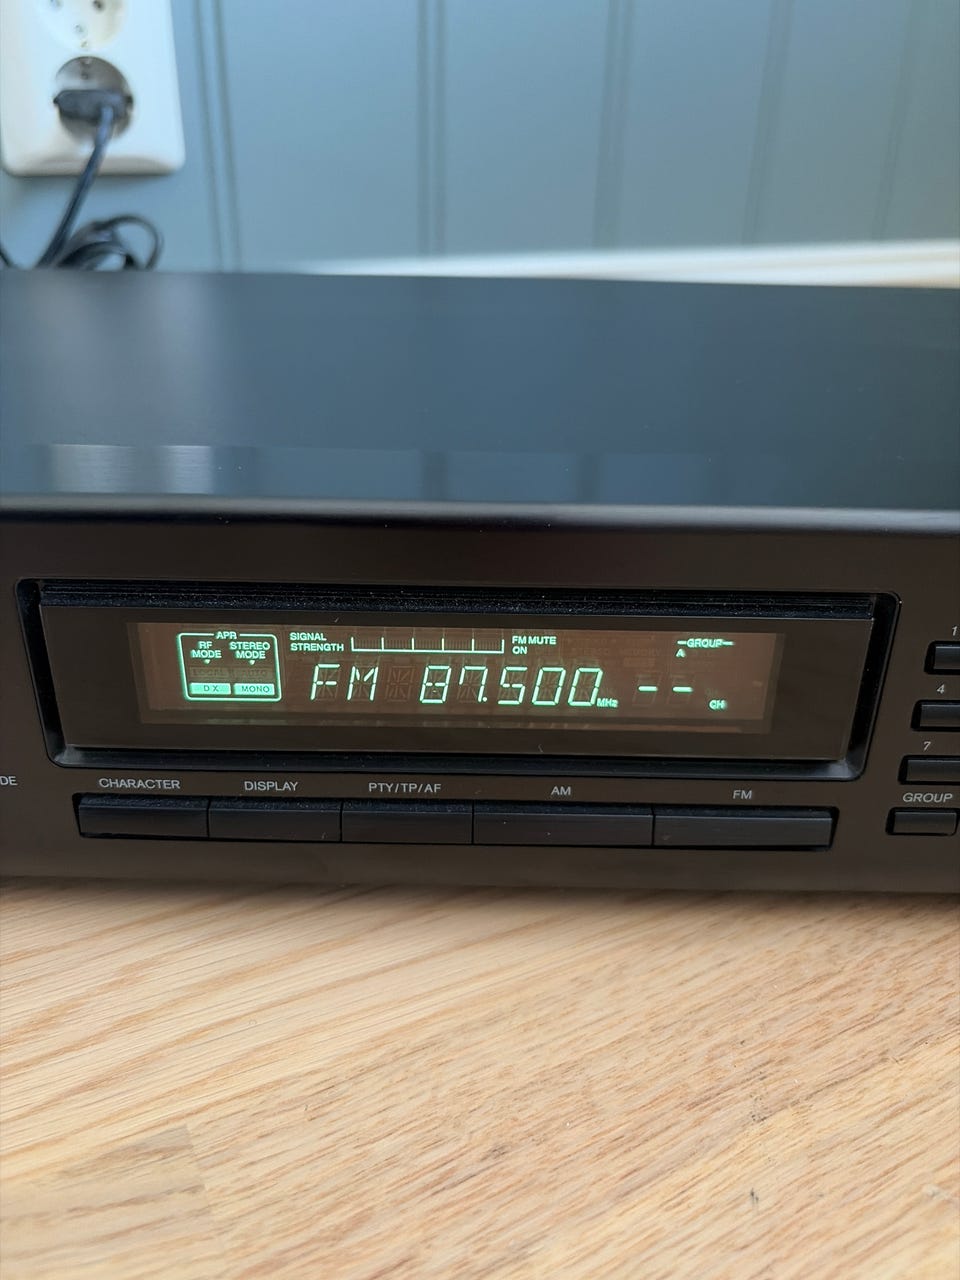 APR
RF MODE
STEREO MODE
DX
MONO
SIGNAL STRENGTH
FM MUTE ON
GROUP
A
FM 87.500 MHz -- CH
DE
CHARACTER
DISPLAY
PTY/TP/AF
AM
FM
1
4
7
GROUP